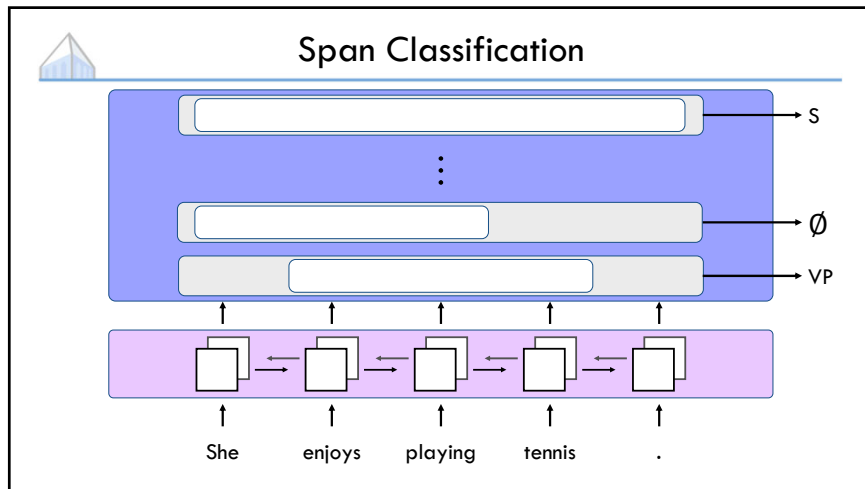 Span Classification
S
⋮
Ø
VP
She enjoys playing tennis .